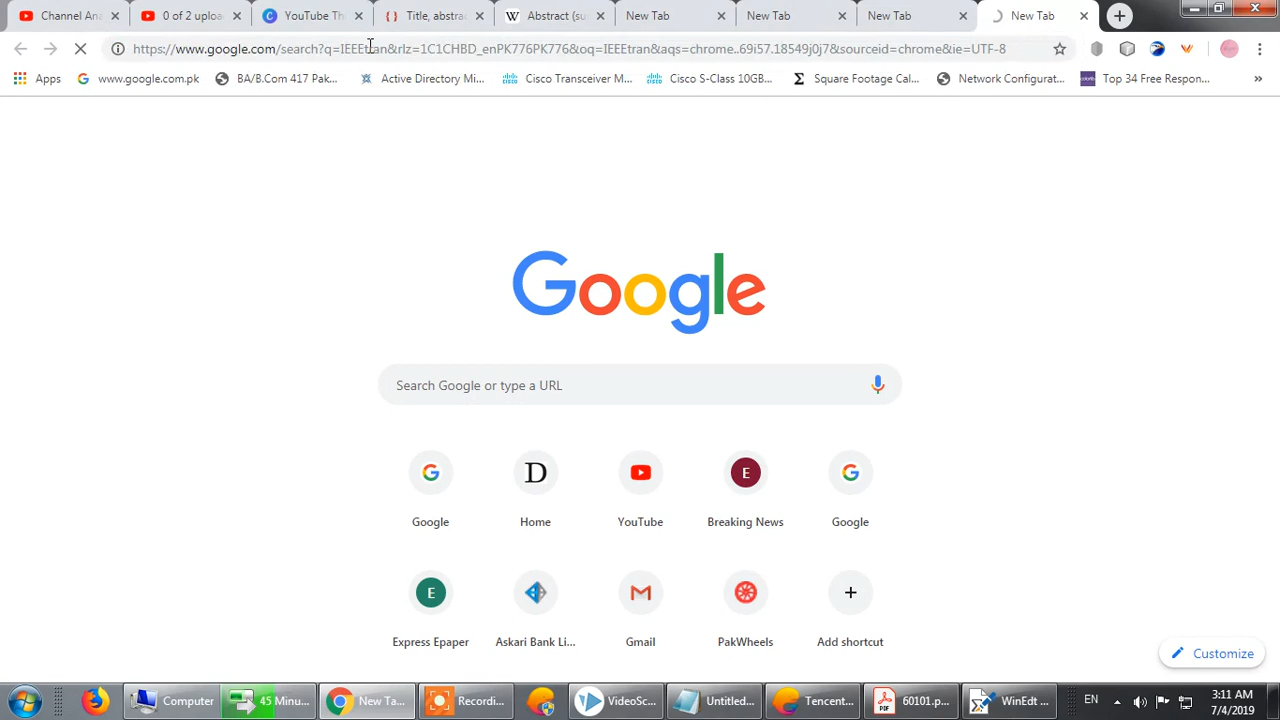 Channel Ana
0 of 2 uploa
YouTube Th
Title, abstrac
Abstract (su
New Tab
New Tab
New Tab
New Tab
https://www.google.com/search?q=IEEEtran&rlz=1C1CHBD_enPK776PK776&oq=IEEEtran&aqs=chrome..69i57.18549j0j7&sourceid=chrome&ie=UTF-8
Apps
www.google.com.pk
BA/B.Com 417 Pak...
Active Directory Mi...
Cisco Transceiver M...
Cisco S-Class 10GB...
Square Footage Cal...
Network Configurat...
Top 34 Free Respon...
Google
Search Google or type a URL
Google
Home
YouTube
Breaking News
Google
Express Epaper
Askari Bank Li...
Gmail
PakWheels
Add shortcut
Customize
Computer
45 Minu...
New Ta...
Recordi...
VideoSc...
Untitled...
Tencent...
60101.p...
WinEdt ...
EN
3:11 AM
7/4/2019